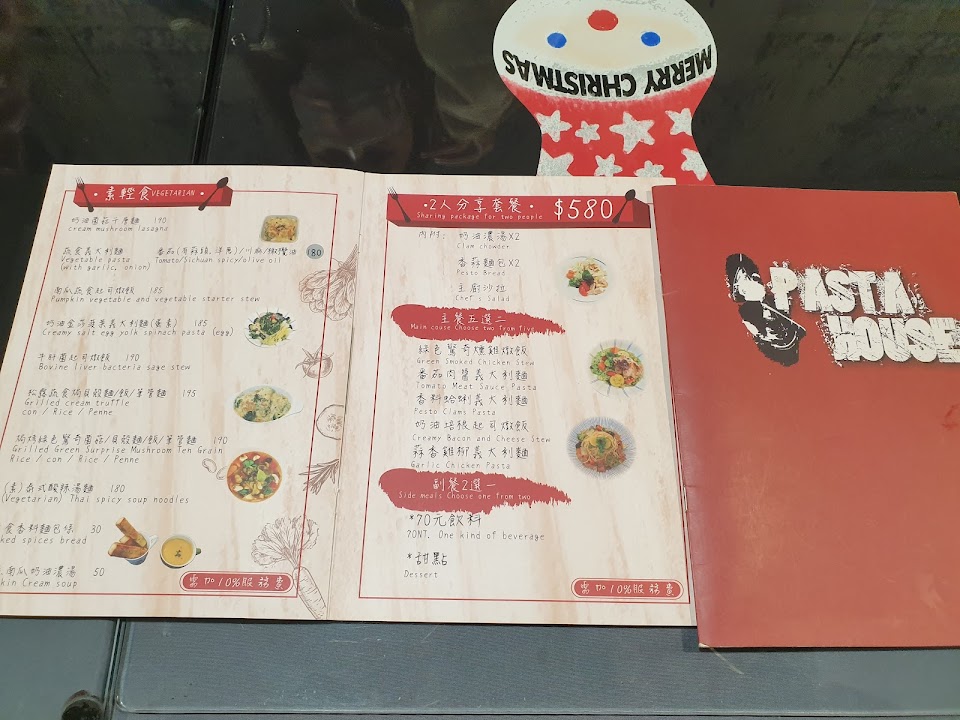 MERRY CHRISTMAS
素輕食 VEGETARIAN
奶油菌菇千層麵 190
cream mushroom lasagna
蔬食義大利麵 番茄(有蒜頭.洋蔥)/川麻/橄欖油 180
Vegetable pasta Tomato/Sichuan spicy/olive oil
(with garlic, onion)
南瓜蔬食起司燉飯 185
Pumpkin vegetable and vegetable starter stew
奶油金莎菠菜義大利麵(蛋素) 185
Creamy salt egg yolk spinach pasta (egg)
牛肝菌起司燉飯 190
Bovine liver bacteria sage stew
松露蔬食焗貝殼麵/飯/筆管麵 195
Grilled cream truffle
con / Rice / Penne
焗烤綠色驚奇菌菇/貝殼麵/飯/筆管麵 190
Grilled Green Surprise Mushroom Ten Grain
Rice / con / Rice / Penne
(素)泰式酸辣湯麵 180
(Vegetarian) Thai spicy soup noodles
食香料麵包條 30
ked spices bread
南瓜奶油濃湯 50
kin Cream soup
需加10%服務費
2人分享套餐 $580
Sharing package for two people
內附: 奶油濃湯X2
Clam chowder
香蒜麵包X2
Pesto Bread
主廚沙拉
Chef's Salad
主餐五選二
Main couse Choose two from five
綠色驚奇燻雞燉飯
Green Smoked Chicken Stew
番茄肉醬義大利麵
Tomato Meat Sauce Pasta
香料蛤蜊義大利麵
Pesto Clams Pasta
奶油培根起司燉飯
Creamy Bacon and Cheese Stew
蒜香雞柳義大利麵
Garlic Chicken Pasta
副餐2選一
Side meals Choose one from two
*70元飲料
70NT. One kind of beverage
*甜點
Dessert
需加10%服務費
PASTA
HOUSE